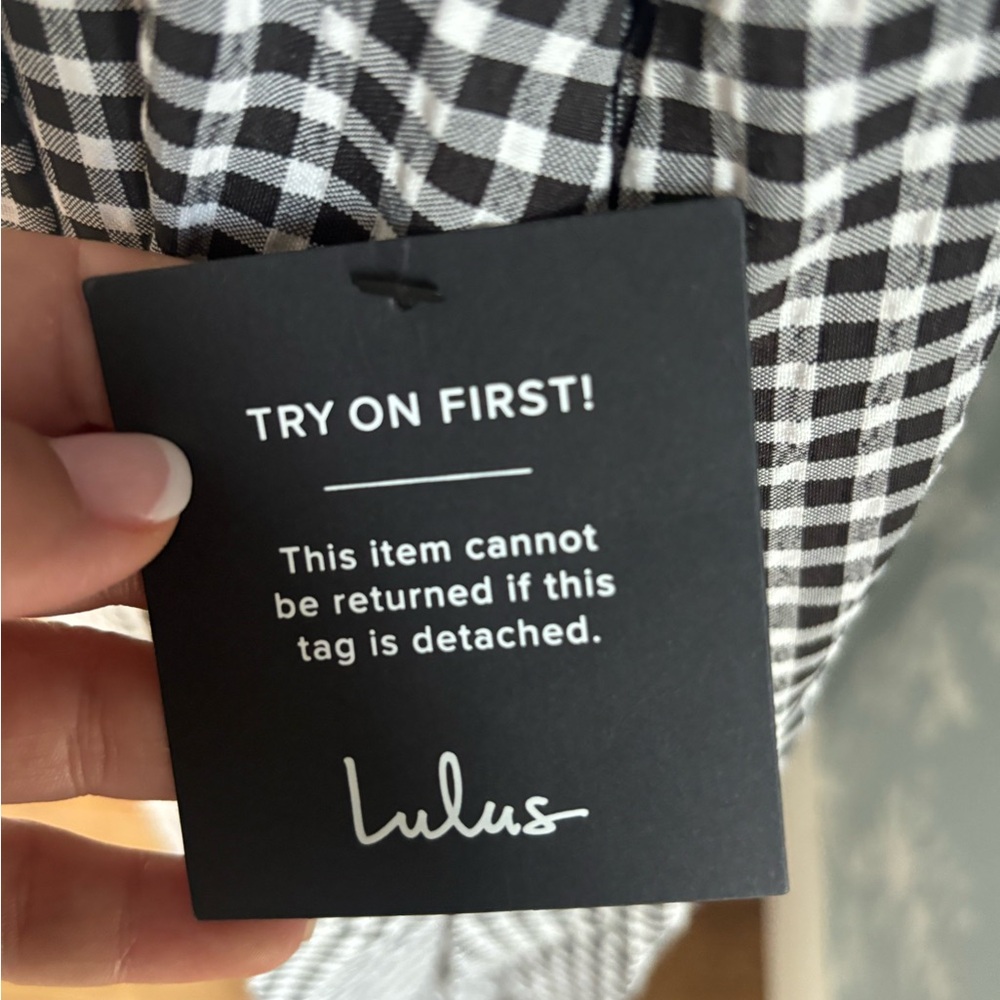 TRY ON FIRST!
This item cannot
be returned if this
tag is detached.
Lulus